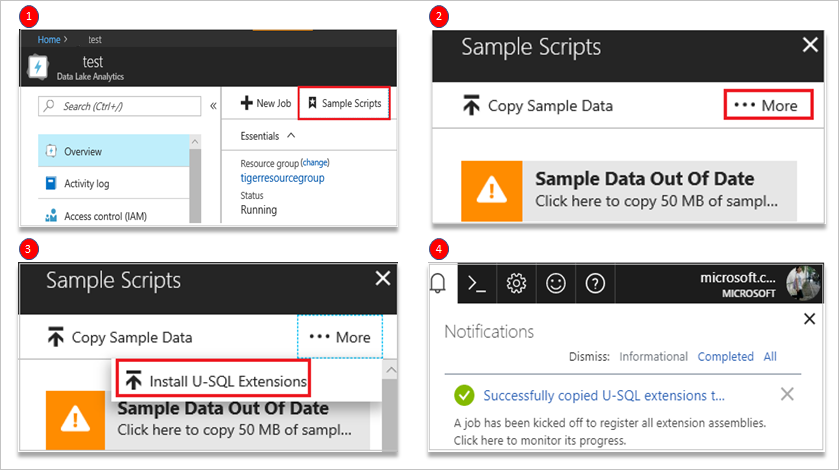 1
Home > test
test
Data Lake Analytics
Search (Ctrl+/)
«
New Job
Sample Scripts
Overview
Activity log
Access control (IAM)
Essentials
Resource group (change)
tigerresourcegroup
Status
Running
2
Sample Scripts
Copy Sample Data
••• More
Sample Data Out Of Date
Click here to copy 50 MB of sampl...
3
Sample Scripts
Copy Sample Data
••• More
Install U-SQL Extensions
Sample Data Out Of Date
Click here to copy 50 MB of sampl...
4
microsoft.c...
MICROSOFT
Notifications
Dismiss: Informational Completed All
Successfully copied U-SQL extensions t...
A job has been kicked off to register all extension assemblies.
Click here to monitor its progress.